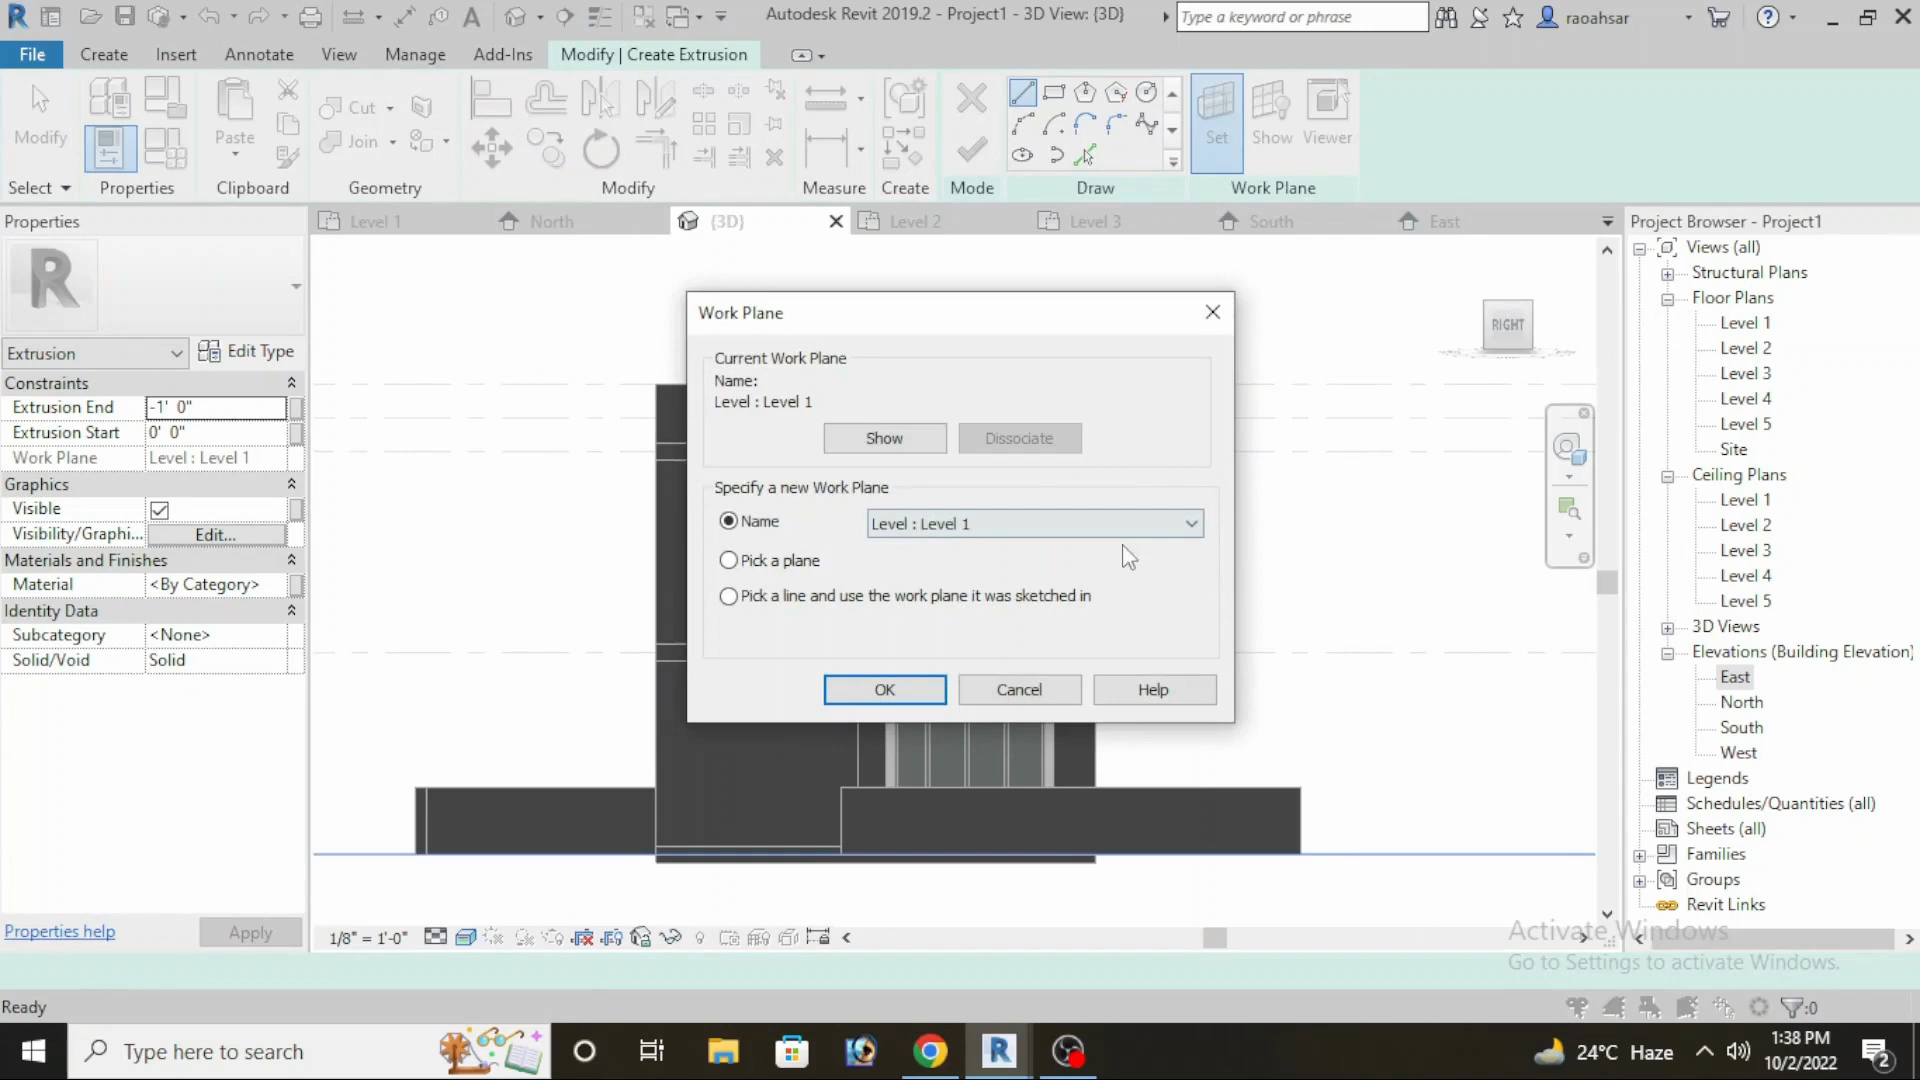 Autodesk Revit 2019.2 - Project1 - 3D View: {3D}
Type a keyword or phrase
raoahsar
File
Create
Insert
Annotate
View
Manage
Add-Ins
Modify | Create Extrusion
Modify
Paste
Cut
Join
Set
Show
Viewer
Select
Properties
Clipboard
Geometry
Modify
Measure
Create
Mode
Draw
Work Plane
Properties
Level 1
North
{3D}
Level 2
Level 3
South
East
Project Browser - Project1
Extrusion
Edit Type
Constraints
Extrusion End
-1' 0"
Extrusion Start
0' 0"
Work Plane
Level : Level 1
Graphics
Visible
Visibility/Graphi...
Edit...
Materials and Finishes
Material
<By Category>
Identity Data
Subcategory
<None>
Solid/Void
Solid
Properties help
Apply
Work Plane
Current Work Plane
Name:
Level : Level 1
Show
Dissociate
Specify a new Work Plane
Name
Level : Level 1
Pick a plane
Pick a line and use the work plane it was sketched in
OK
Cancel
Help
RIGHT
Views (all)
Structural Plans
Floor Plans
Level 1
Level 2
Level 3
Level 4
Level 5
Site
Ceiling Plans
Level 1
Level 2
Level 3
Level 4
Level 5
3D Views
Elevations (Building Elevation)
East
North
South
West
Legends
Schedules/Quantities (all)
Sheets (all)
Families
Groups
Revit Links
1/8" = 1'-0"
Activate Windows
Go to Settings to activate Windows.
Ready
:0
Type here to search
24°C Haze
1:38 PM
10/2/2022
2